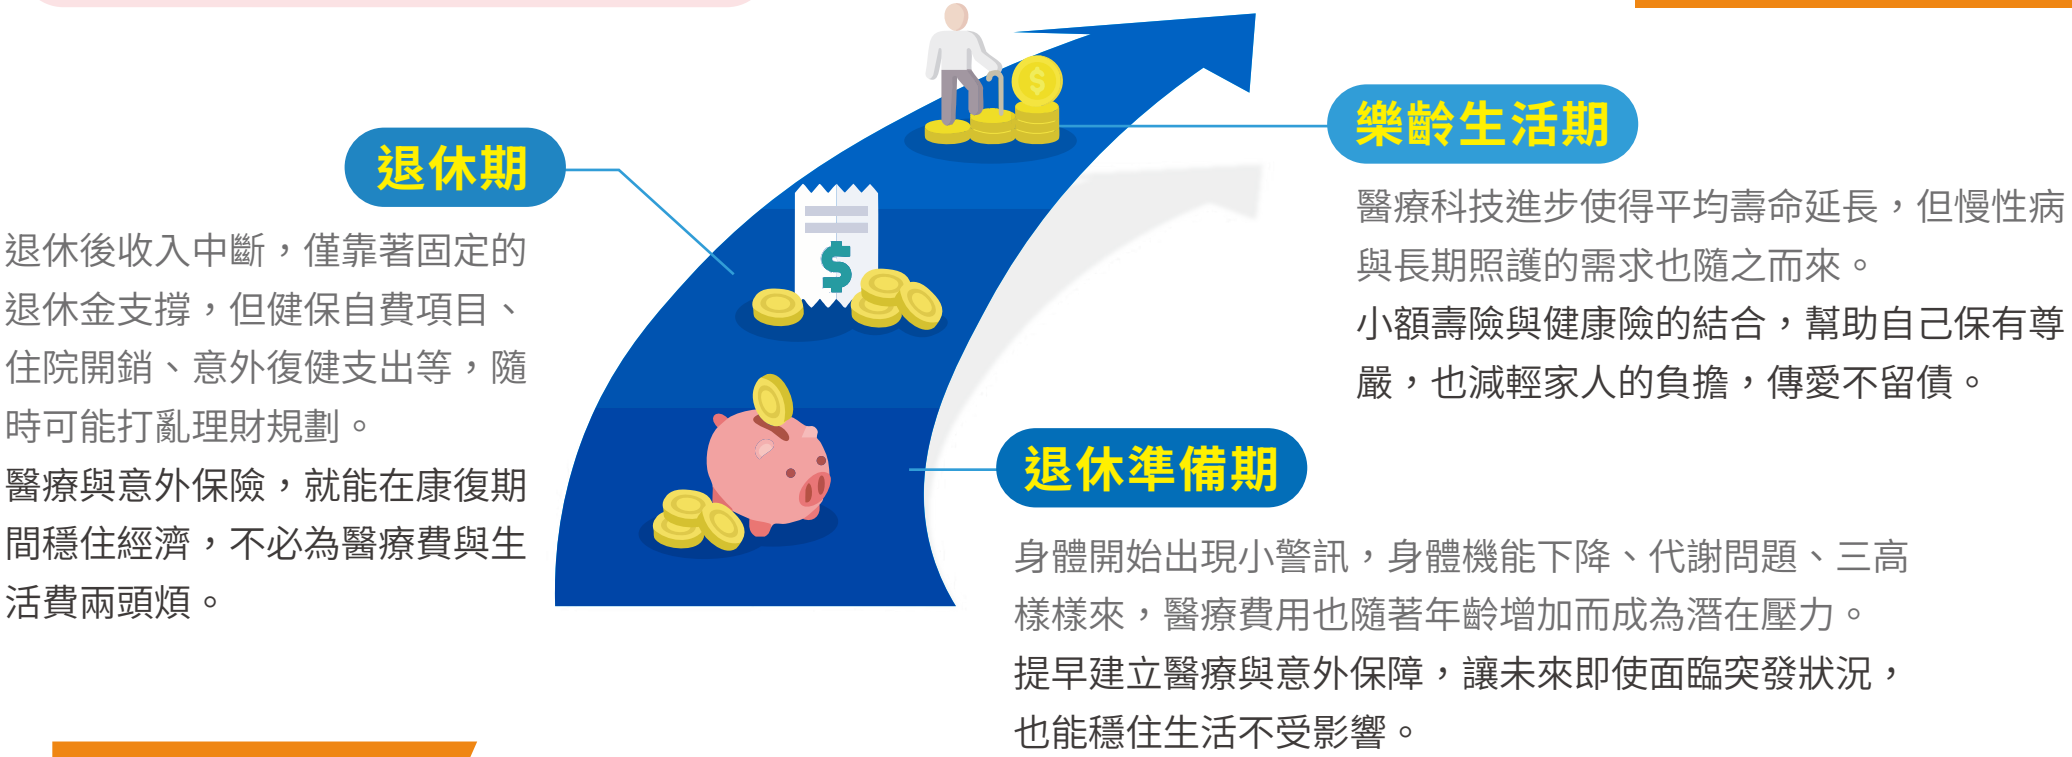 樂齡生活期
醫療科技進步使得平均壽命延長，但慢性病
與長期照護的需求也隨之而來。
小額壽險與健康險的結合，幫助自己保有尊
嚴，也減輕家人的負擔，傳愛不留債。
退休期
退休後收入中斷，僅靠著固定的
退休金支撐，但健保自費項目、
住院開銷、意外復健支出等，隨
時可能打亂理財規劃。
醫療與意外保險，就能在康復期
間穩住經濟，不必為醫療費與生
活費兩頭煩。
退休準備期
身體開始出現小警訊，身體機能下降、代謝問題、三高
樣樣來，醫療費用也隨著年齡增加而成為潛在壓力。
提早建立醫療與意外保障，讓未來即使面臨突發狀況，
也能穩住生活不受影響。
$
$